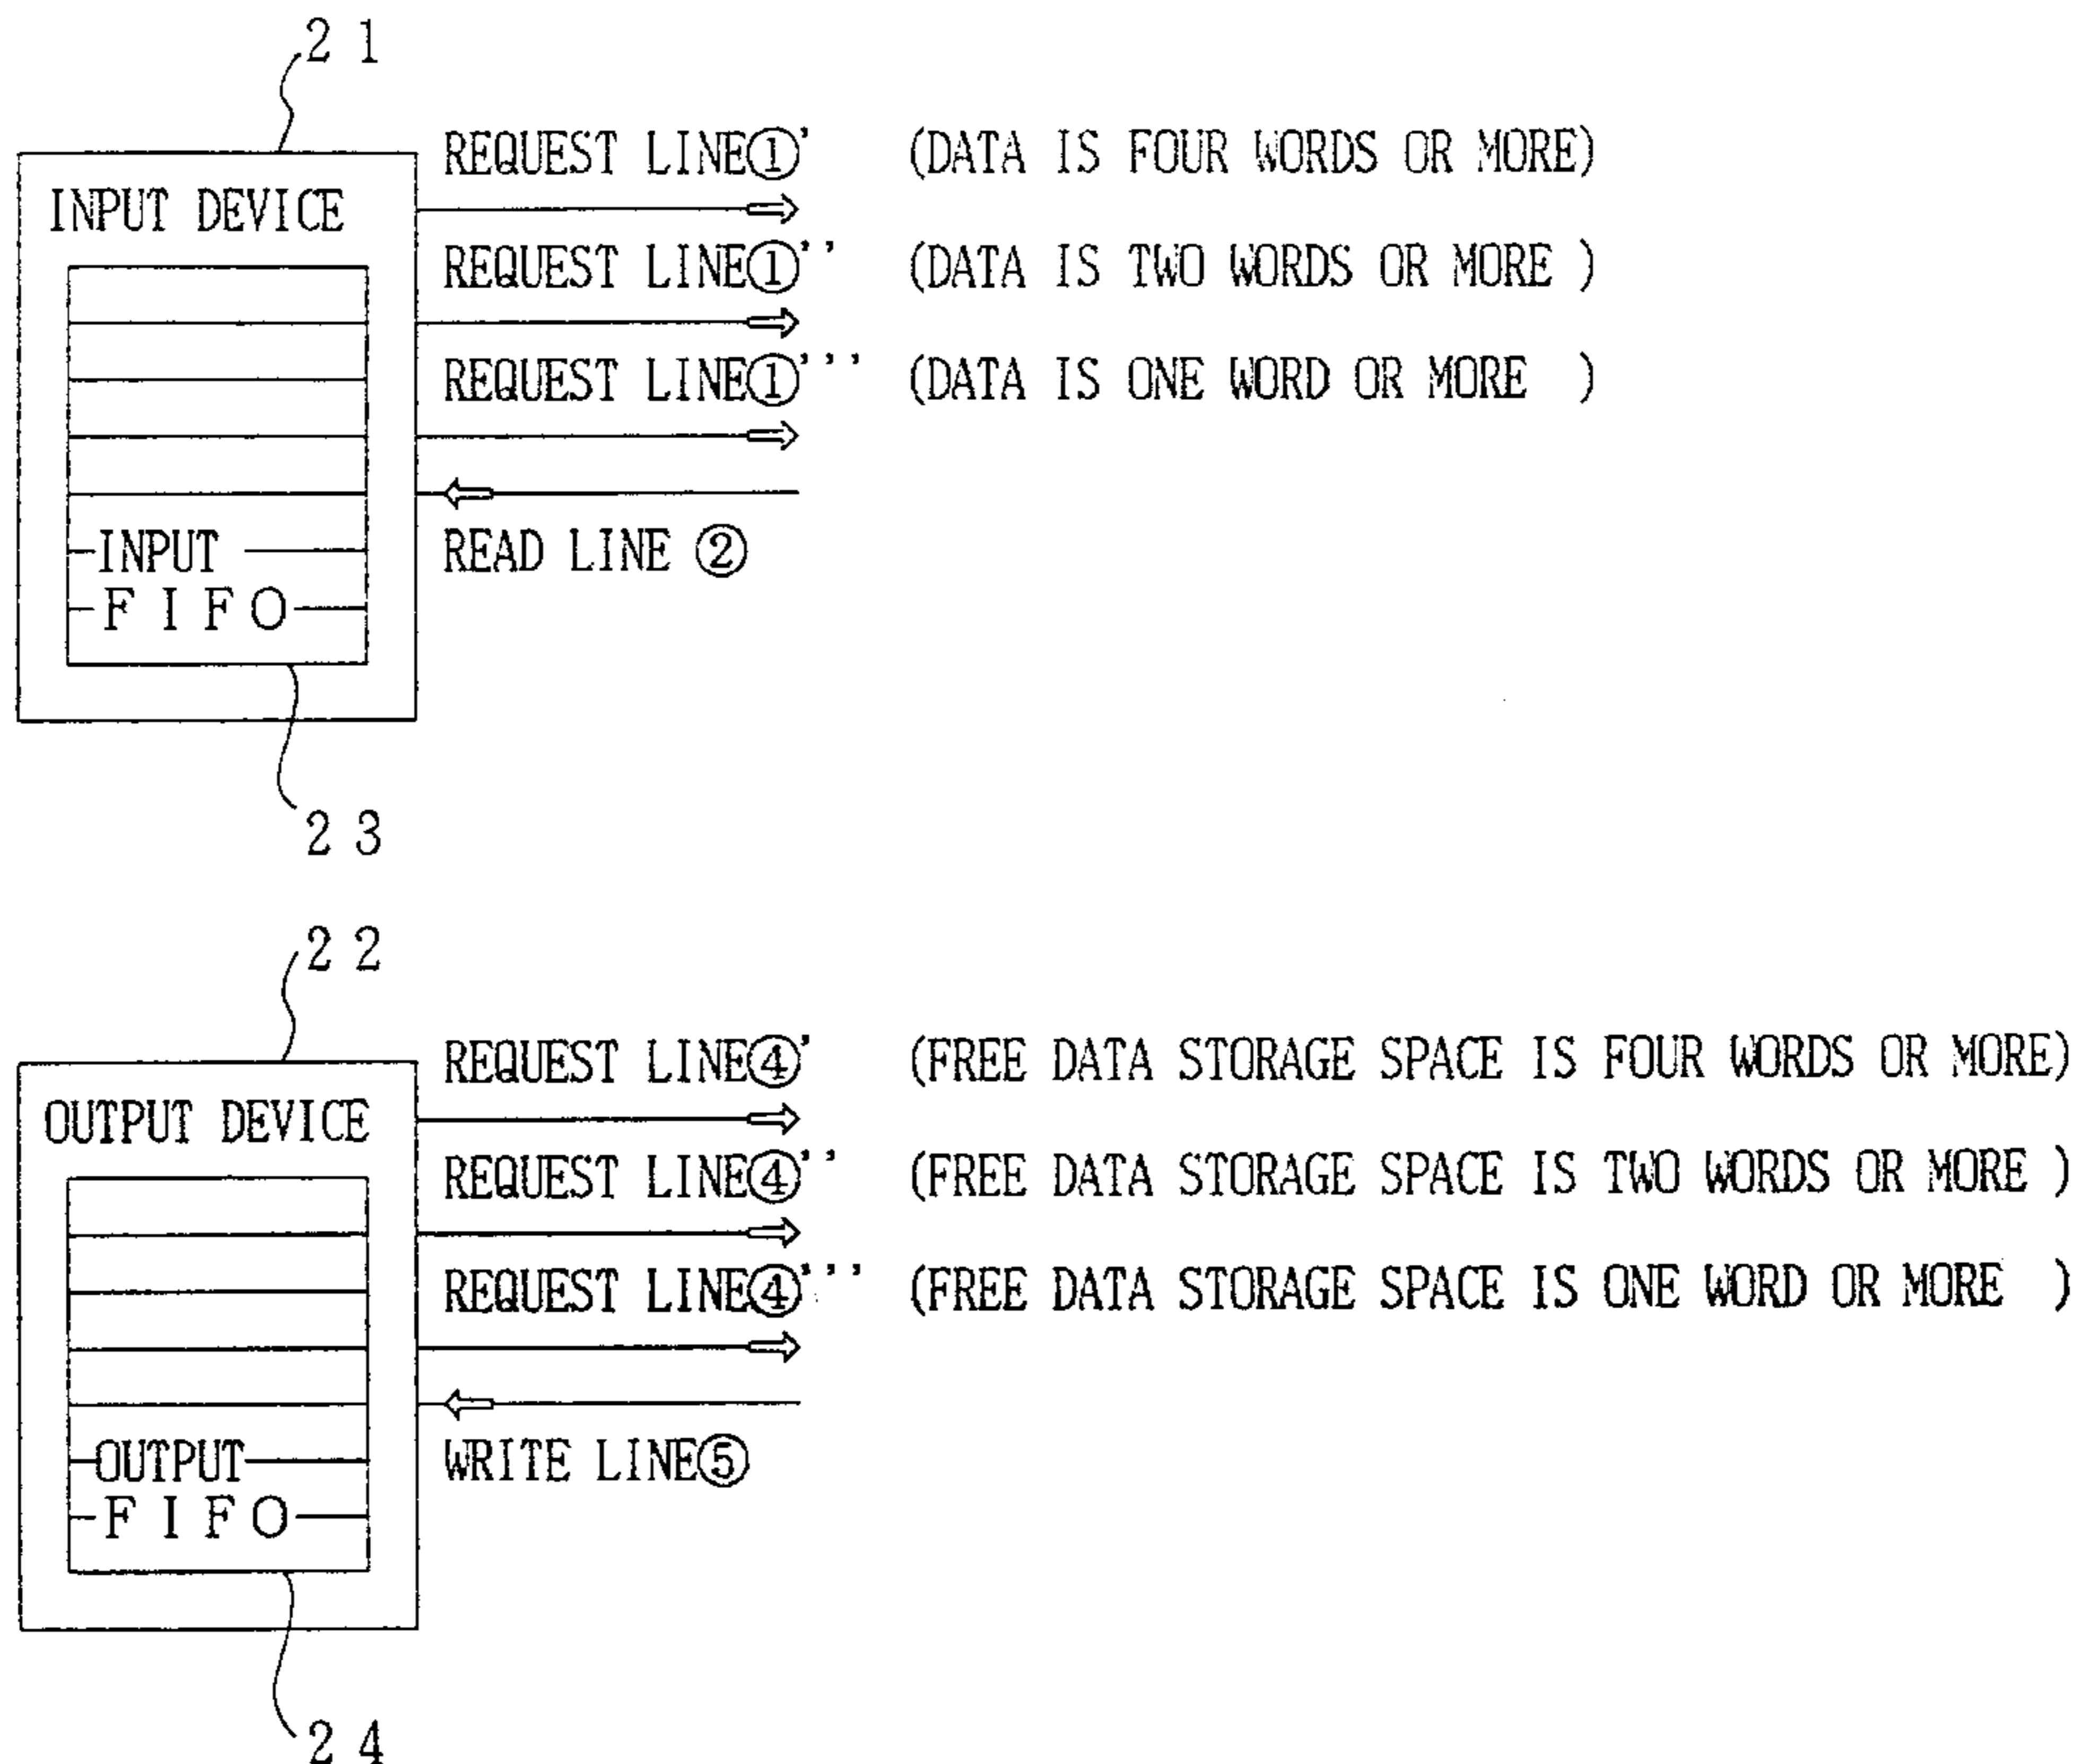 21
REQUEST LINE①' (DATA IS FOUR WORDS OR MORE)
INPUT DEVICE
REQUEST LINE①'' (DATA IS TWO WORDS OR MORE )
REQUEST LINE①''' (DATA IS ONE WORD OR MORE )
INPUT
READ LINE ②
FIFO
23
22
REQUEST LINE④' (FREE DATA STORAGE SPACE IS FOUR WORDS OR MORE)
OUTPUT DEVICE
REQUEST LINE④'' (FREE DATA STORAGE SPACE IS TWO WORDS OR MORE )
REQUEST LINE④''' (FREE DATA STORAGE SPACE IS ONE WORD OR MORE )
OUTPUT
WRITE LINE⑤
FIFO
24